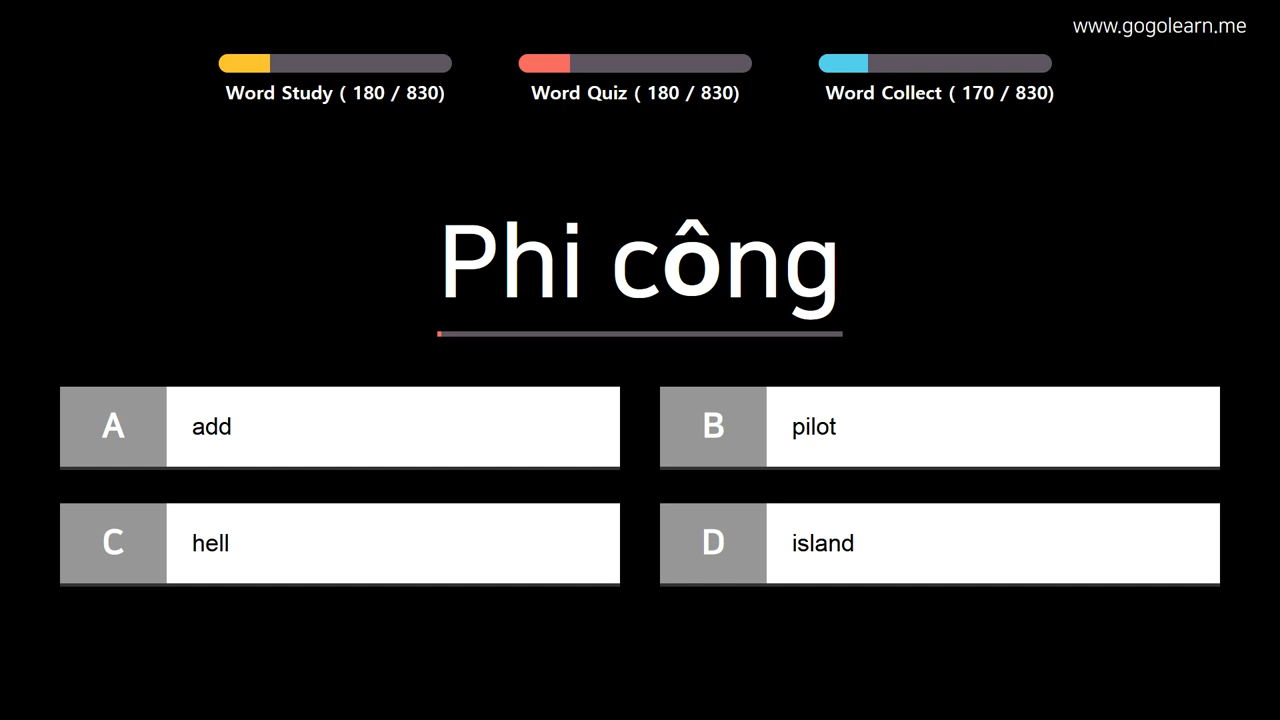 www.gogolearn.me
Word Study ( 180 / 830)
Word Quiz ( 180 / 830)
Word Collect ( 170 / 830)
Phi công
A add
B pilot
C hell
D island